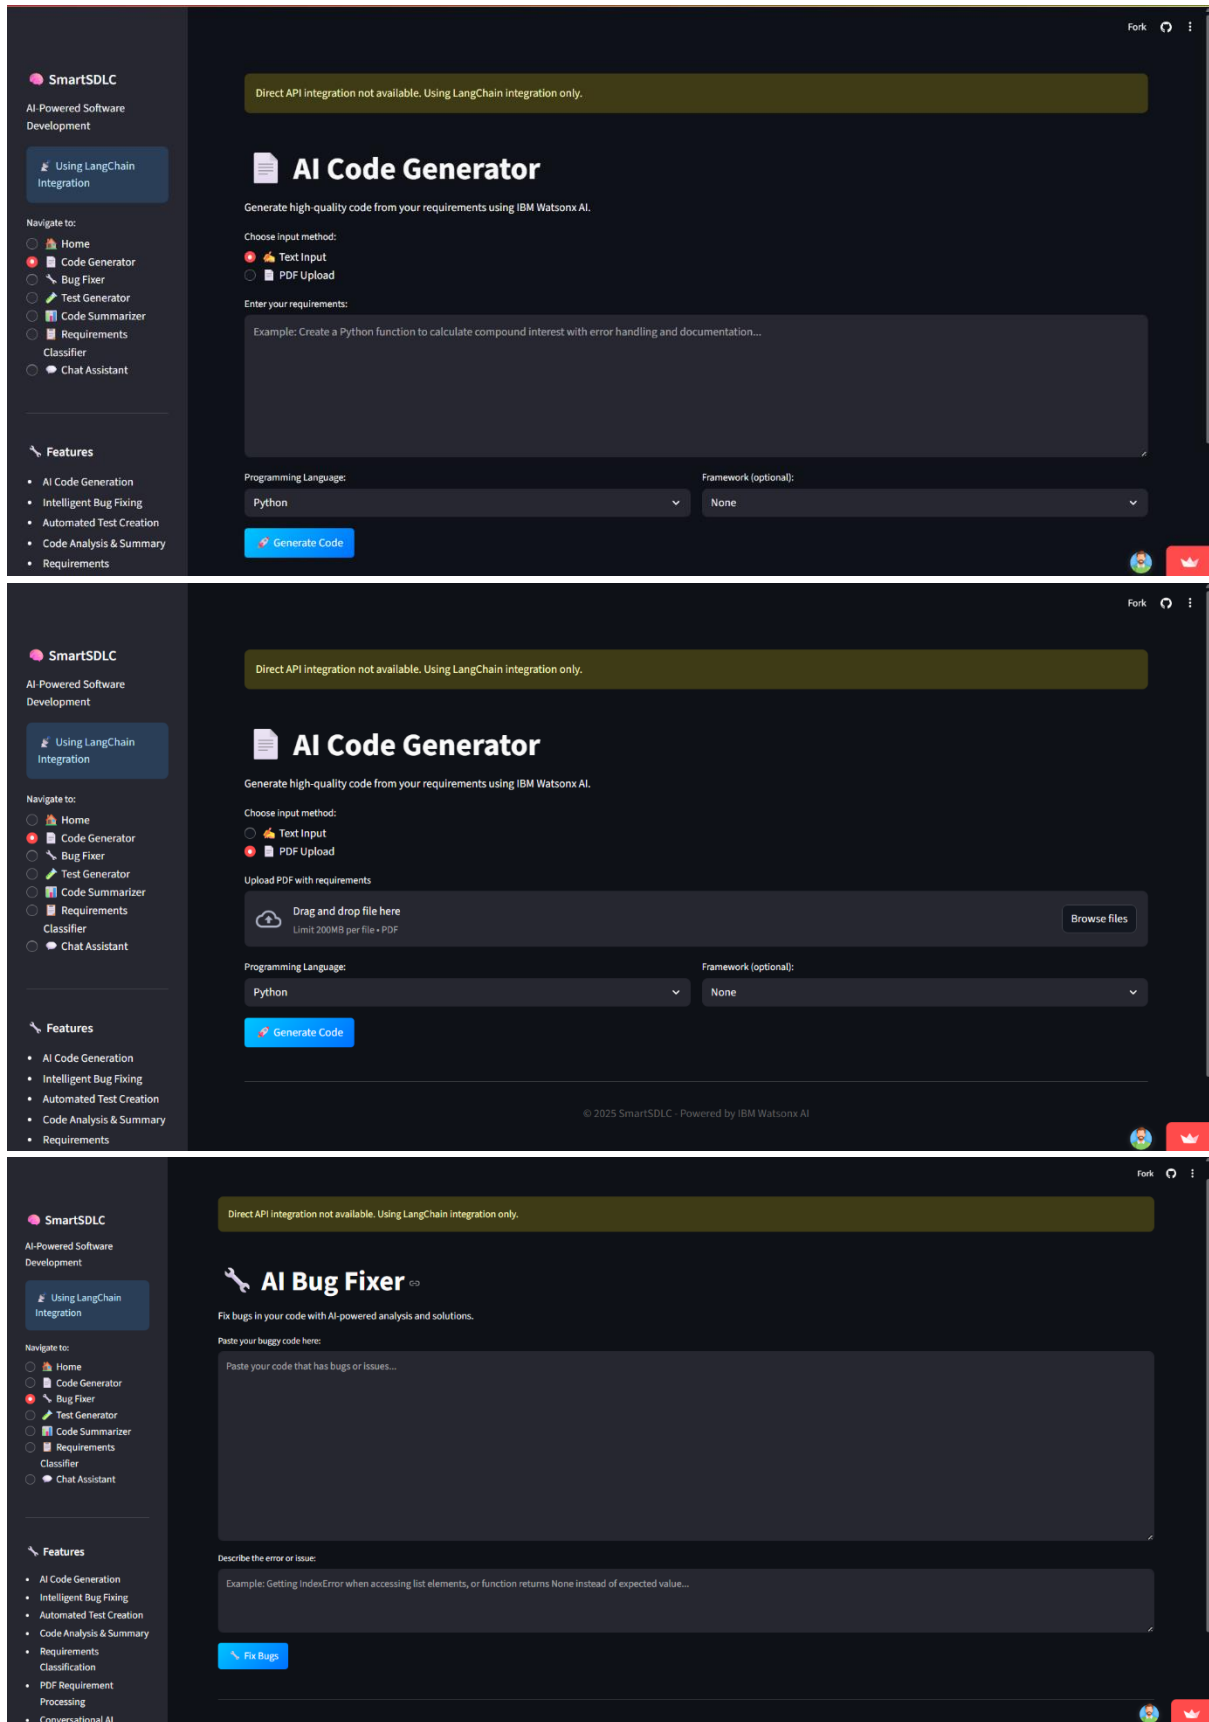 Fork
🧠 SmartSDLC
AI-Powered Software
Development
📡 Using LangChain
Integration
Navigate to:
🏠 Home
📄 Code Generator
🔧 Bug Fixer
🧪 Test Generator
📊 Code Summarizer
📋 Requirements
Classifier
💬 Chat Assistant
🔧 Features
• AI Code Generation
• Intelligent Bug Fixing
• Automated Test Creation
• Code Analysis & Summary
• Requirements
Direct API integration not available. Using LangChain integration only.
📄 AI Code Generator
Generate high-quality code from your requirements using IBM Watsonx AI.
Choose input method:
✍️ Text Input
📄 PDF Upload
Enter your requirements:
Example: Create a Python function to calculate compound interest with error handling and documentation...
Programming Language:
Framework (optional):
Python
None
🚀 Generate Code
Fork
🧠 SmartSDLC
AI-Powered Software
Development
📡 Using LangChain
Integration
Navigate to:
🏠 Home
📄 Code Generator
🔧 Bug Fixer
🧪 Test Generator
📊 Code Summarizer
📋 Requirements
Classifier
💬 Chat Assistant
🔧 Features
• AI Code Generation
• Intelligent Bug Fixing
• Automated Test Creation
• Code Analysis & Summary
• Requirements
Direct API integration not available. Using LangChain integration only.
📄 AI Code Generator
Generate high-quality code from your requirements using IBM Watsonx AI.
Choose input method:
✍️ Text Input
📄 PDF Upload
Upload PDF with requirements
Drag and drop file here
Limit 200MB per file • PDF
Browse files
Programming Language:
Framework (optional):
Python
None
🚀 Generate Code
© 2025 SmartSDLC - Powered by IBM Watsonx AI
Fork
🧠 SmartSDLC
AI-Powered Software
Development
📡 Using LangChain
Integration
Navigate to:
🏠 Home
📄 Code Generator
🔧 Bug Fixer
🧪 Test Generator
📊 Code Summarizer
📋 Requirements
Classifier
💬 Chat Assistant
🔧 Features
• AI Code Generation
• Intelligent Bug Fixing
• Automated Test Creation
• Code Analysis & Summary
• Requirements
Classification
• PDF Requirement
Processing
• Conversational AI
Direct API integration not available. Using LangChain integration only.
🔧 AI Bug Fixer
Fix bugs in your code with AI-powered analysis and solutions.
Paste your buggy code here:
Paste your code that has bugs or issues...
Describe the error or issue:
Example: Getting IndexError when accessing list elements, or function returns None instead of expected value...
🔧 Fix Bugs